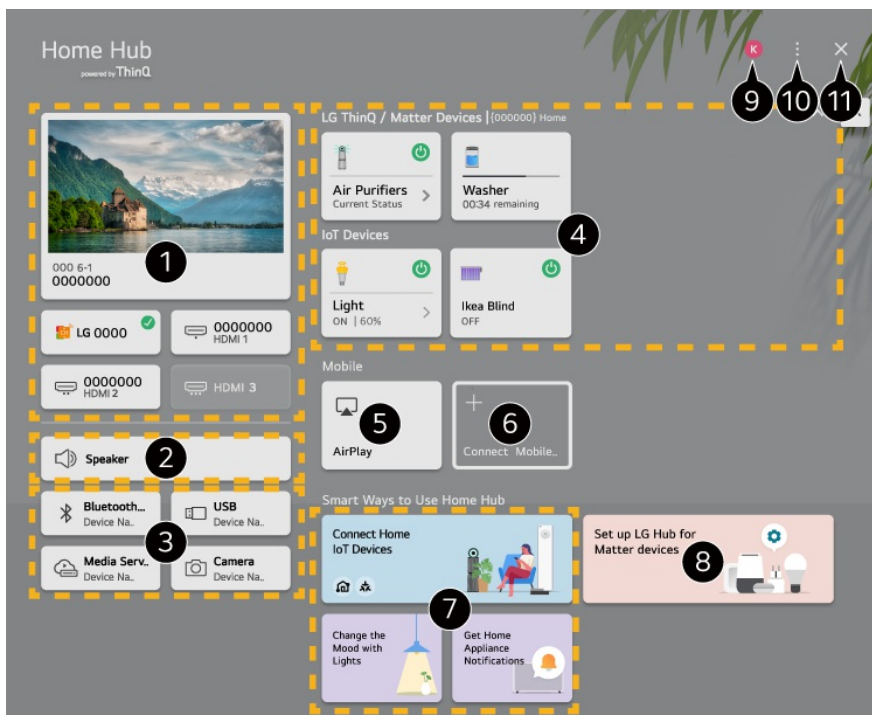 Home Hub
powered by ThinQ
K
9
10
11
000 6-1
0000000
1
LG 0000
0000000
HDMI 1
0000000
HDMI 2
HDMI 3
Speaker
2
Bluetooth...
Device Na..
USB
Device Na..
3
Media Serv..
Device Na..
Camera
Device Na..
LG ThinQ / Matter Devices |{000000} Home
Air Purifiers
Current Status
Washer
00:34 remaining
4
IoT Devices
Light
ON | 60%
Ikea Blind
OFF
Mobile
5
AirPlay
6
Connect Mobile..
Smart Ways to Use Home Hub
Connect Home
IoT Devices
7
Change the
Mood with
Lights
Get Home
Appliance
Notifications
Set up LG Hub for
Matter devices
8